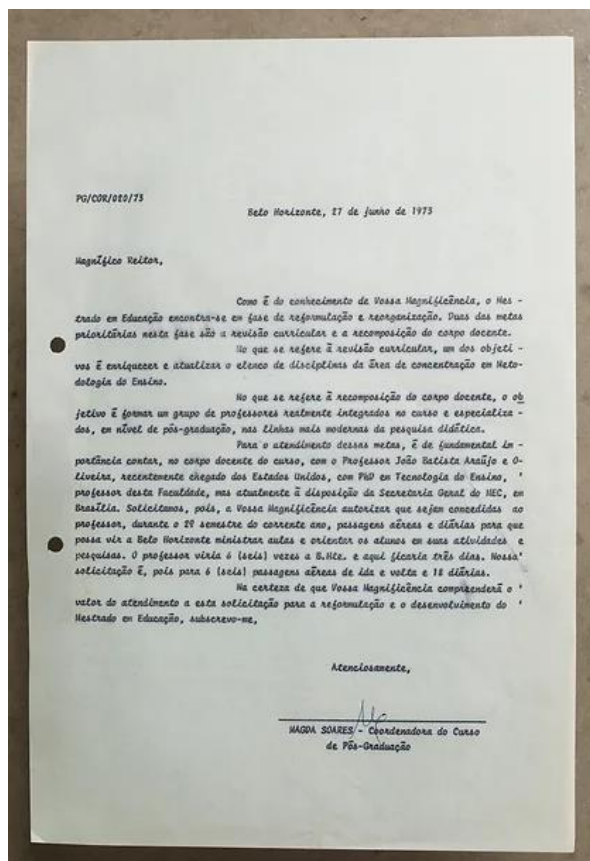 PG/COR/020/73
Belo Horizonte, 27 de junho de 1973
Magnífico Reitor,
Como é do conhecimento de Vossa Magnificência, o Mes -
trado em Educação encontra-se em fase de reformulação e reorganização. Duas das metas
prioritárias nesta fase são a revisão curricular e a recomposição do corpo docente.
No que se refere ã revisão curricular, um dos objeti -
vos é enriquecer e atualizar o elenco de disciplinas da área de concentração em Meto-
dologia do Ensino.
No que se refere ã recomposição do corpo docente, o ob
jetivo é formar um grupo de professores realmente integrados no curso e especializa -
dos, em nível de pós-graduação, nas linhas mais modernas da pesquisa didática.
Para o atendimento dessas metas, é de fundamental im -
portância contar, no corpo docente do curso, com o Professor João Batista Araújo e O-
liveira, recentemente chegado dos Estados Unidos, com PhD em Tecnologia do Ensino, '
professor desta Faculdade, mas atualmente ã disposição da Secretaria Geral do MEC, em
Brasília. Solicitamos, pois, a Vossa Magnificência autorizar que sejam concedidas ao
professor, durante o 2º semestre do corrente ano, passagens aéreas e diárias para que
possa vir a Belo Horizonte ministrar aulas e orientar os alunos em suas atividades e
pesquisas. O professor viria 6 (seis) vezes a B.Hte. e aqui ficaria três dias. Nossa '
solicitação é, pois para 6 (seis) passagens aéreas de ida e volta e 18 diárias.
Na certeza de que Vossa Magnificência compreenderá o '
valor do atendimento a esta solicitação para a reformulação e o desenvolvimento do '
Mestrado em Educação, subscrevo-me,
Atenciosamente,
MAGDA SOARES - Coordenadora do Curso
de Pós-Graduação